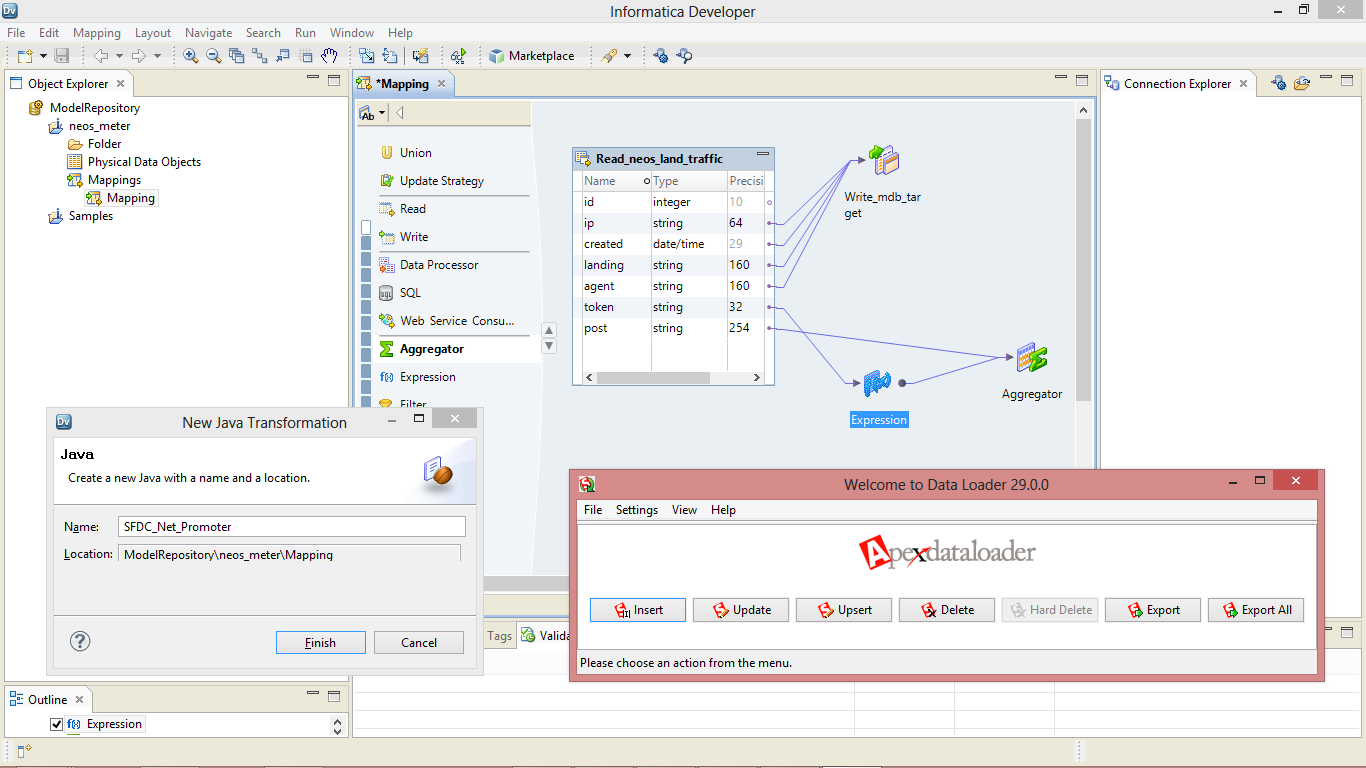 Informatica Developer
File Edit Mapping Layout Navigate Search Run Window Help
Marketplace
Object Explorer
ModelRepository
neos_meter
Folder
Physical Data Objects
Mappings
Mapping
Samples
*Mapping
Ab
Union
Update Strategy
Read
Write
Data Processor
SQL
SQL
Web Service Consu...
Aggregator
f(x) Expression
Filter
Read_neos_land_traffic
Name Type Precisi
id integer 10
ip string 64
created date/time 29
landing string 160
agent string 160
token string 32
post string 254
Write_mdb_tar
get
Expression
Aggregator
Connection Explorer
Dv
New Java Transformation
Java
Create a new Java with a name and a location.
Name: SFDC_Net_Promoter
Location: ModelRepository\neos_meter\Mapping
Finish Cancel
Welcome to Data Loader 29.0.0
File Settings View Help
Apexdataloader
Insert Update Upsert Delete Hard Delete Export Export All
Please choose an action from the menu.
Tags Valida
Outline
f(x) Expression